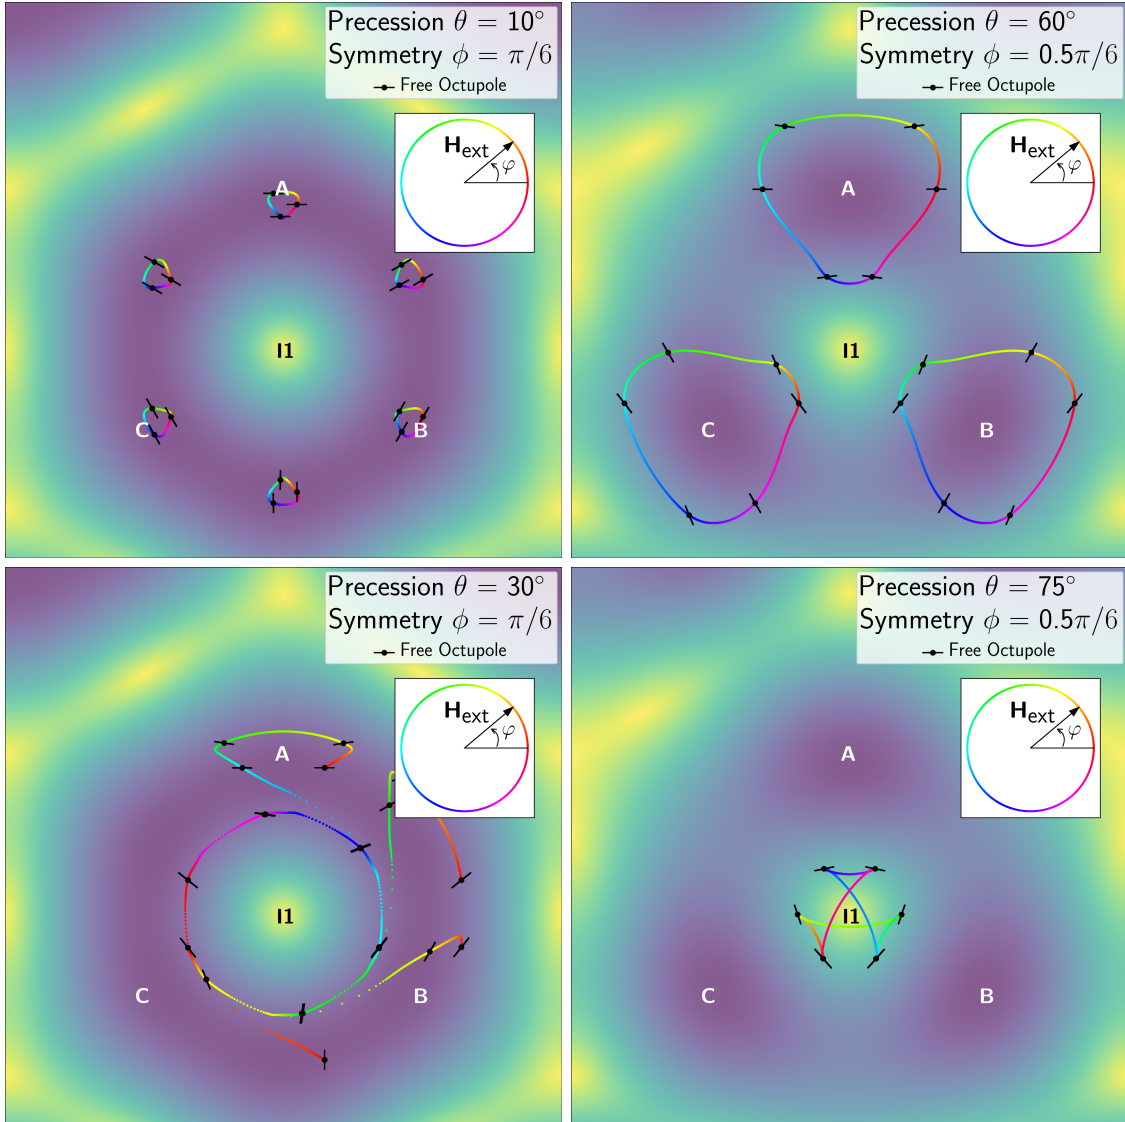 Precession θ = 10°
Symmetry ϕ = π/6
Free Octupole
H_ext
φ
A
I1
C
B
Precession θ = 60°
Symmetry ϕ = 0.5π/6
Free Octupole
H_ext
φ
A
I1
C
B
Precession θ = 30°
Symmetry ϕ = π/6
Free Octupole
H_ext
φ
A
I1
C
B
Precession θ = 75°
Symmetry ϕ = 0.5π/6
Free Octupole
H_ext
φ
A
I1
C
B